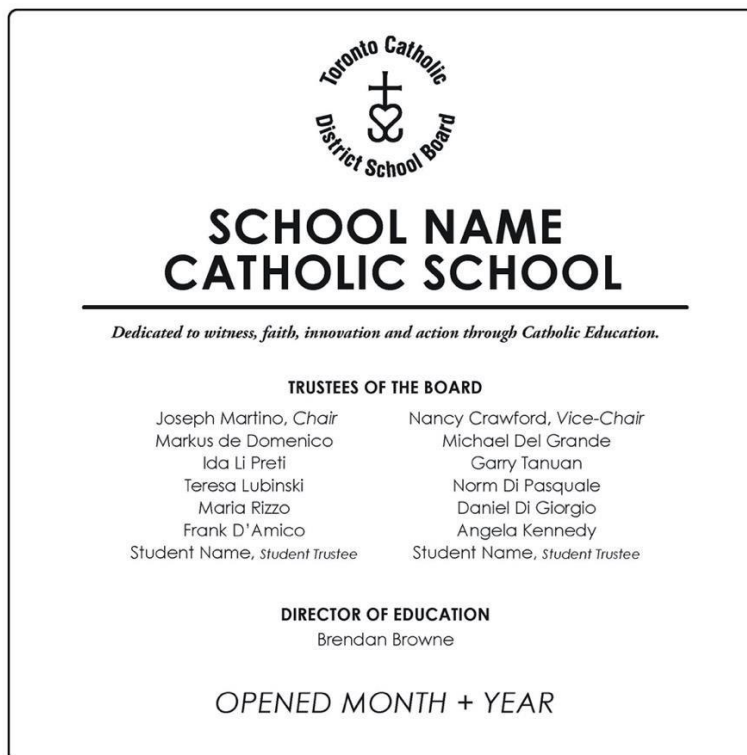 Toronto Catholic
District School Board
SCHOOL NAME
CATHOLIC SCHOOL
Dedicated to witness, faith, innovation and action through Catholic Education.
TRUSTEES OF THE BOARD
Joseph Martino, Chair
Markus de Domenico
Ida Li Preti
Teresa Lubinski
Maria Rizzo
Frank D'Amico
Student Name, Student Trustee
Nancy Crawford, Vice-Chair
Michael Del Grande
Garry Tanuan
Norm Di Pasquale
Daniel Di Giorgio
Angela Kennedy
Student Name, Student Trustee
DIRECTOR OF EDUCATION
Brendan Browne
OPENED MONTH + YEAR